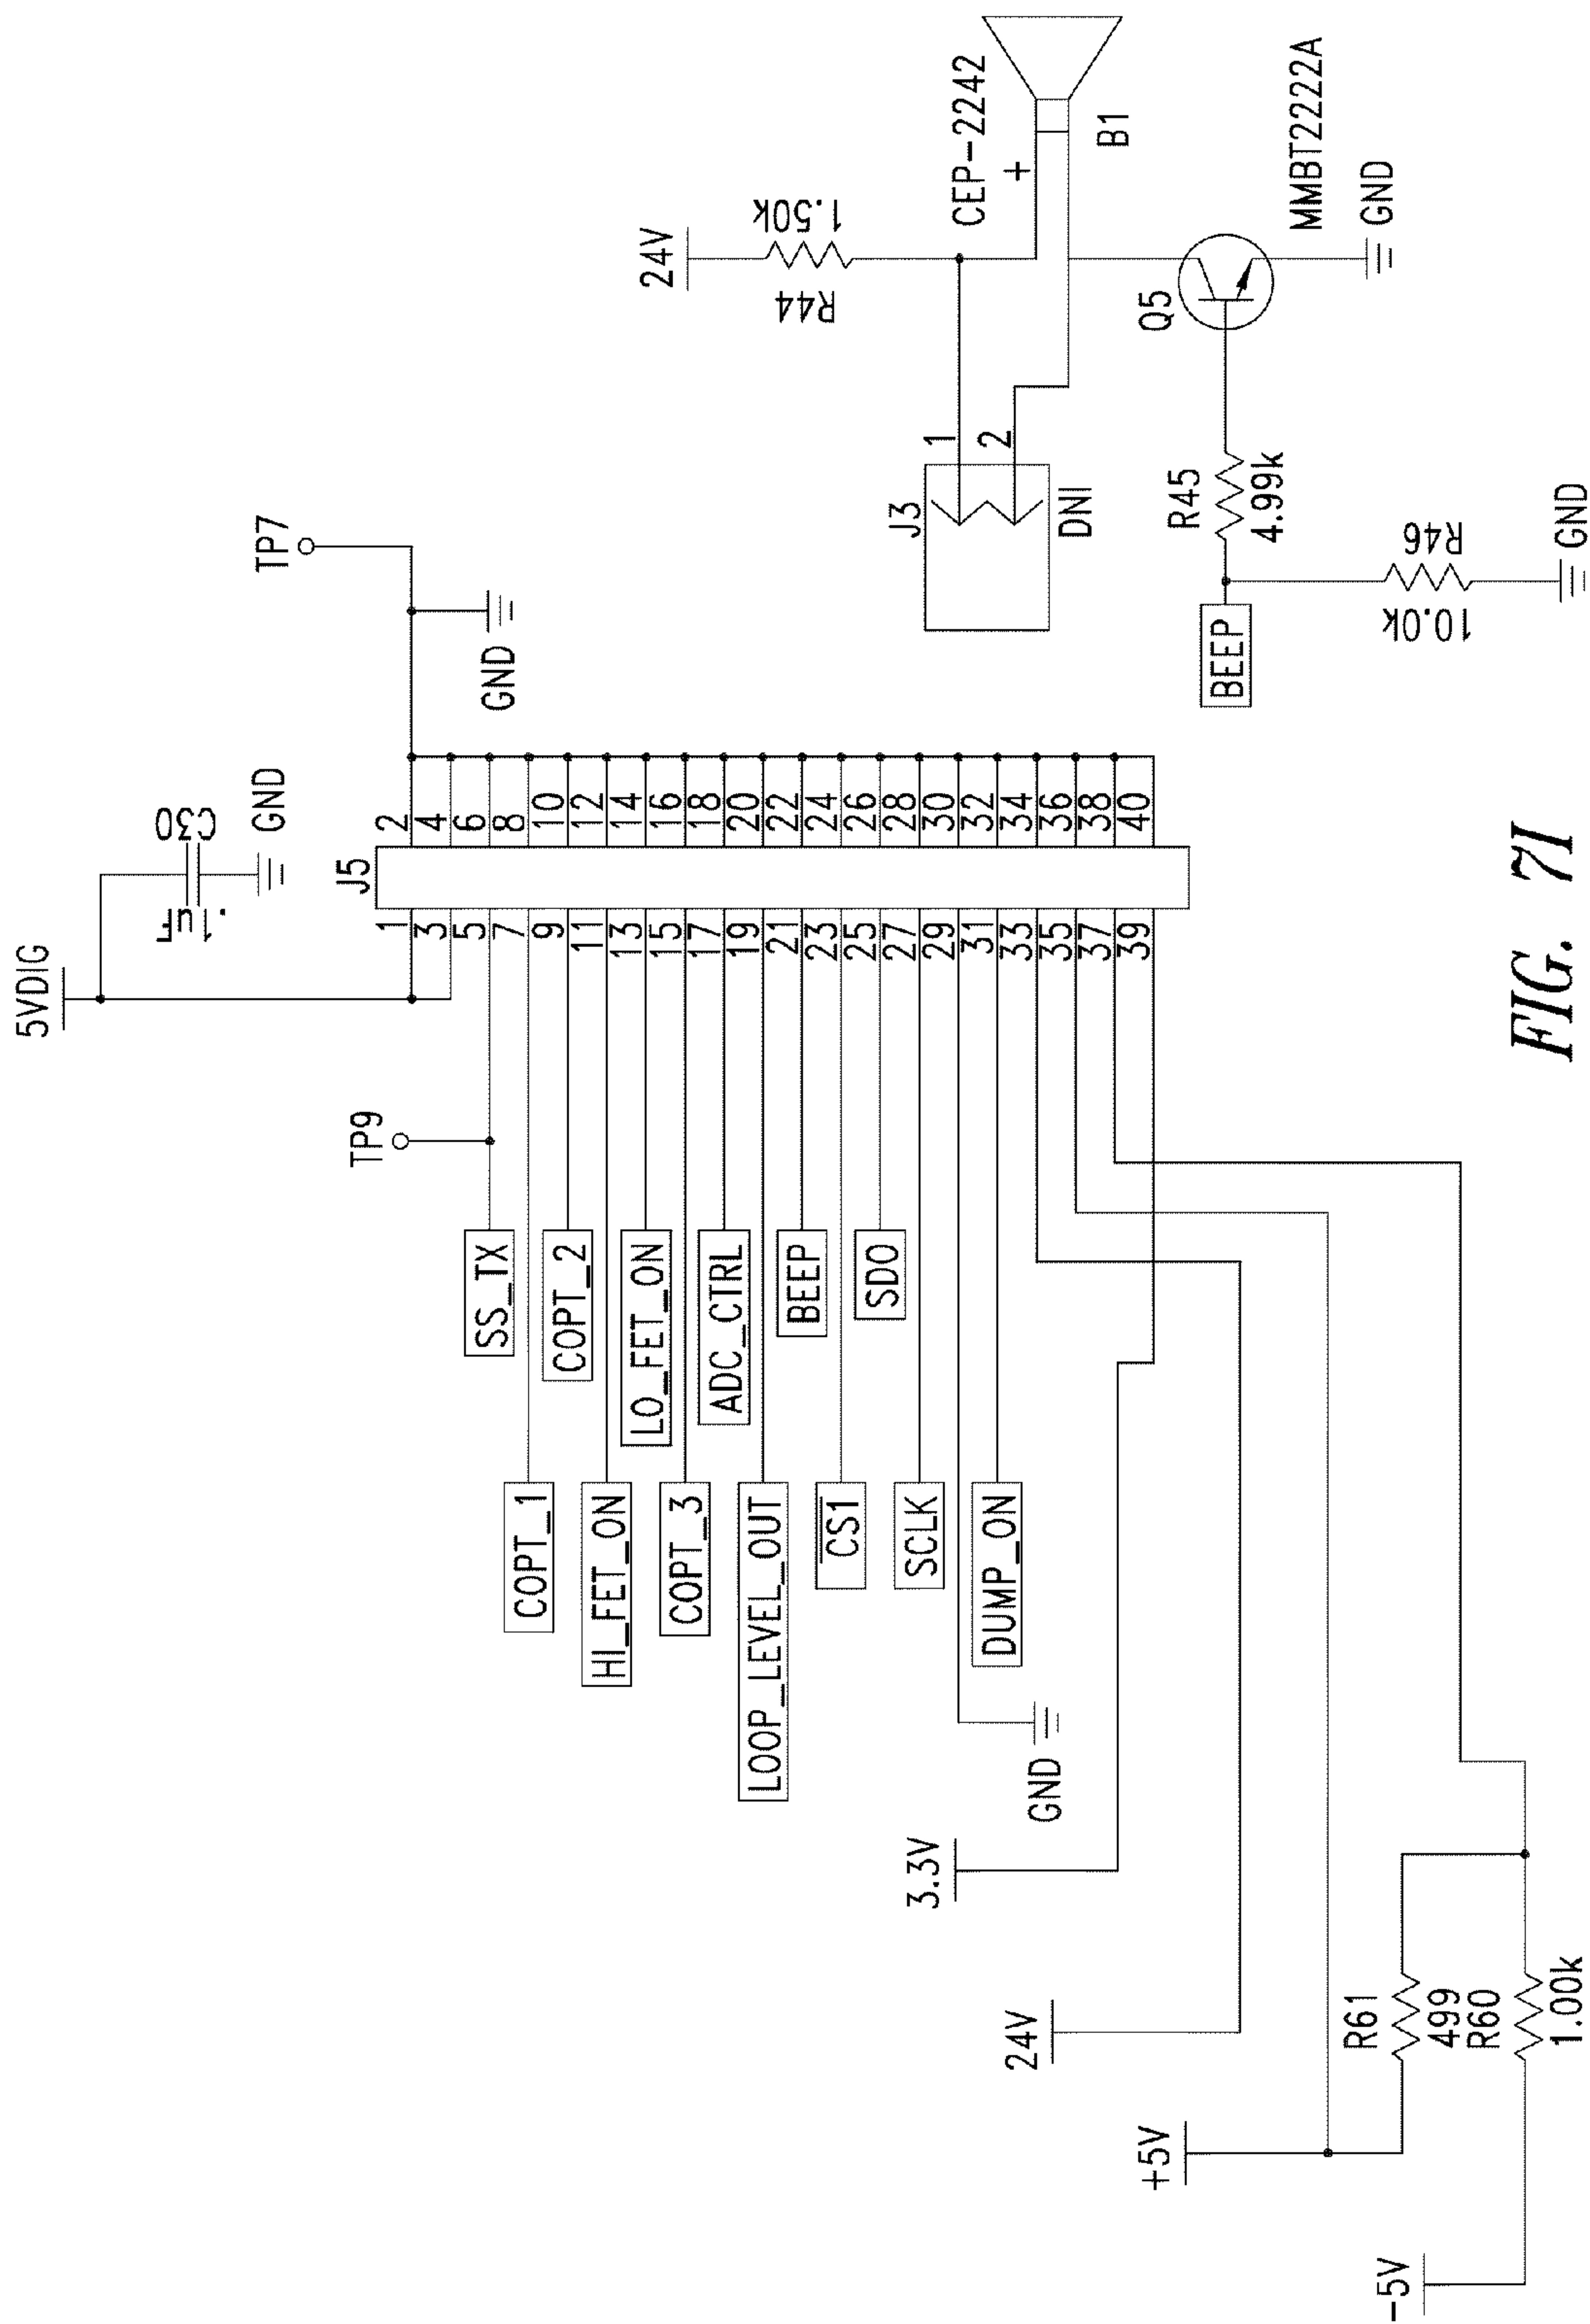 5VDIG
.1uF
C30
GND
TP7
GND
TP9
J5
1
3
5
7
9
11
13
15
17
19
21
23
25
27
29
31
33
35
37
39
2
4
6
8
10
12
14
16
18
20
22
24
26
28
30
32
34
36
38
40
SS_TX
COPT_1
COPT_2
HI_FET_ON
LO_FET_ON
COPT_3
ADC_CTRL
LOOP_LEVEL_OUT
BEEP
CS1
SDO
SCLK
DUMP_ON
GND
3.3V
24V
+5V
-5V
R61
499
R60
1.00k
24V
R44
1.50k
CEP-2242
+
B1
J3
1
2
DNI
Q5
MMBT2222A
GND
R45
4.99k
BEEP
10.0k
R46
GND
FIG. 7I